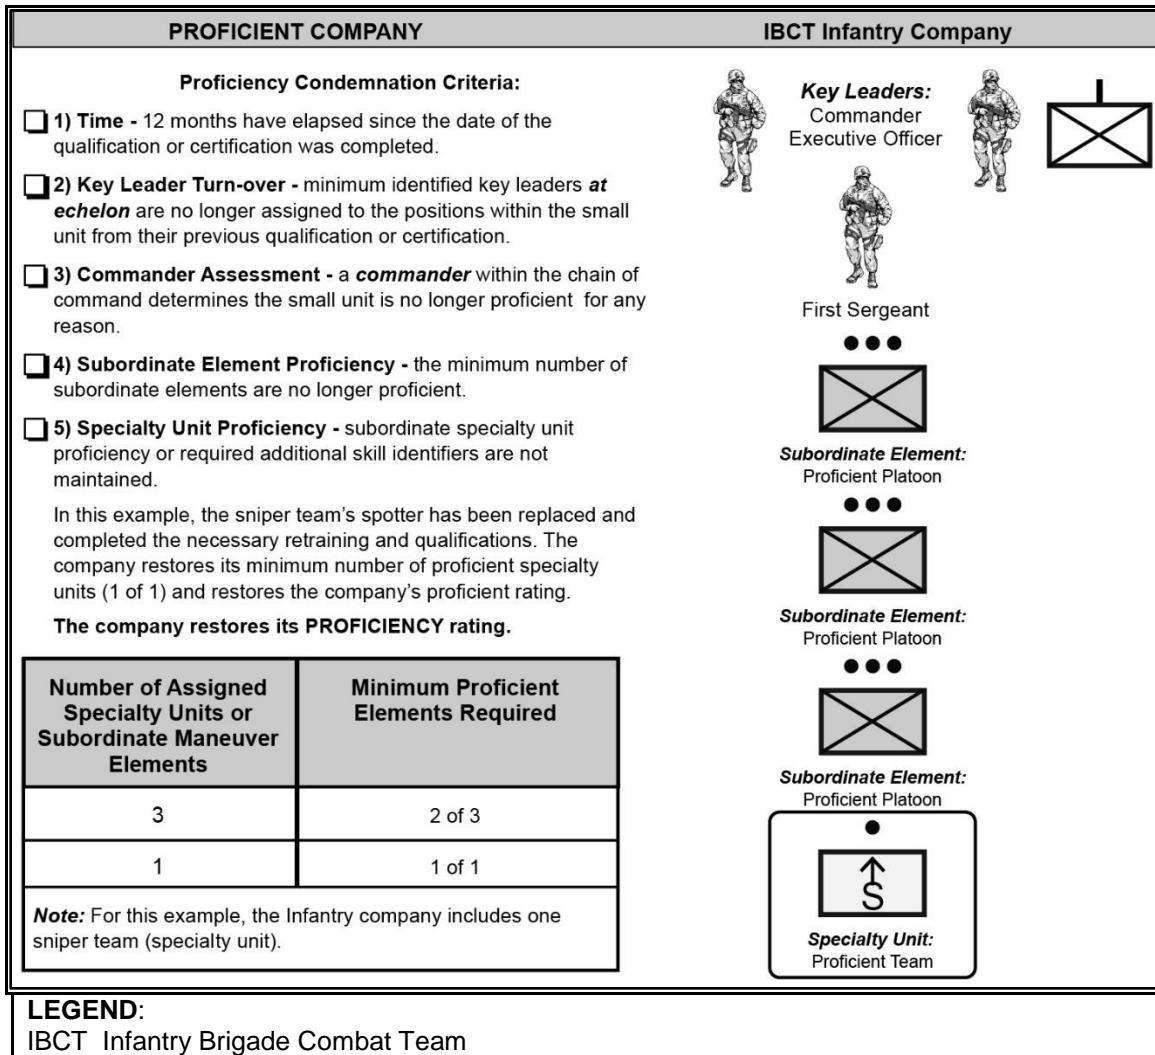 PROFICIENT COMPANY
IBCT Infantry Company
Proficiency Condemnation Criteria:
1) Time - 12 months have elapsed since the date of the
qualification or certification was completed.
2) Key Leader Turn-over - minimum identified key leaders at
echelon are no longer assigned to the positions within the small
unit from their previous qualification or certification.
3) Commander Assessment - a commander within the chain of
command determines the small unit is no longer proficient for any
reason.
4) Subordinate Element Proficiency - the minimum number of
subordinate elements are no longer proficient.
5) Specialty Unit Proficiency - subordinate specialty unit
proficiency or required additional skill identifiers are not
maintained.
In this example, the sniper team's spotter has been replaced and
completed the necessary retraining and qualifications. The
company restores its minimum number of proficient specialty
units (1 of 1) and restores the company's proficient rating.
The company restores its PROFICIENCY rating.
Number of Assigned
Specialty Units or
Subordinate Maneuver
Elements
Minimum Proficient
Elements Required
3
2 of 3
1
1 of 1
Note: For this example, the Infantry company includes one
sniper team (specialty unit).
Key Leaders:
Commander
Executive Officer
First Sergeant
Subordinate Element:
Proficient Platoon
Subordinate Element:
Proficient Platoon
Subordinate Element:
Proficient Platoon
S
Specialty Unit:
Proficient Team
LEGEND:
IBCT Infantry Brigade Combat Team